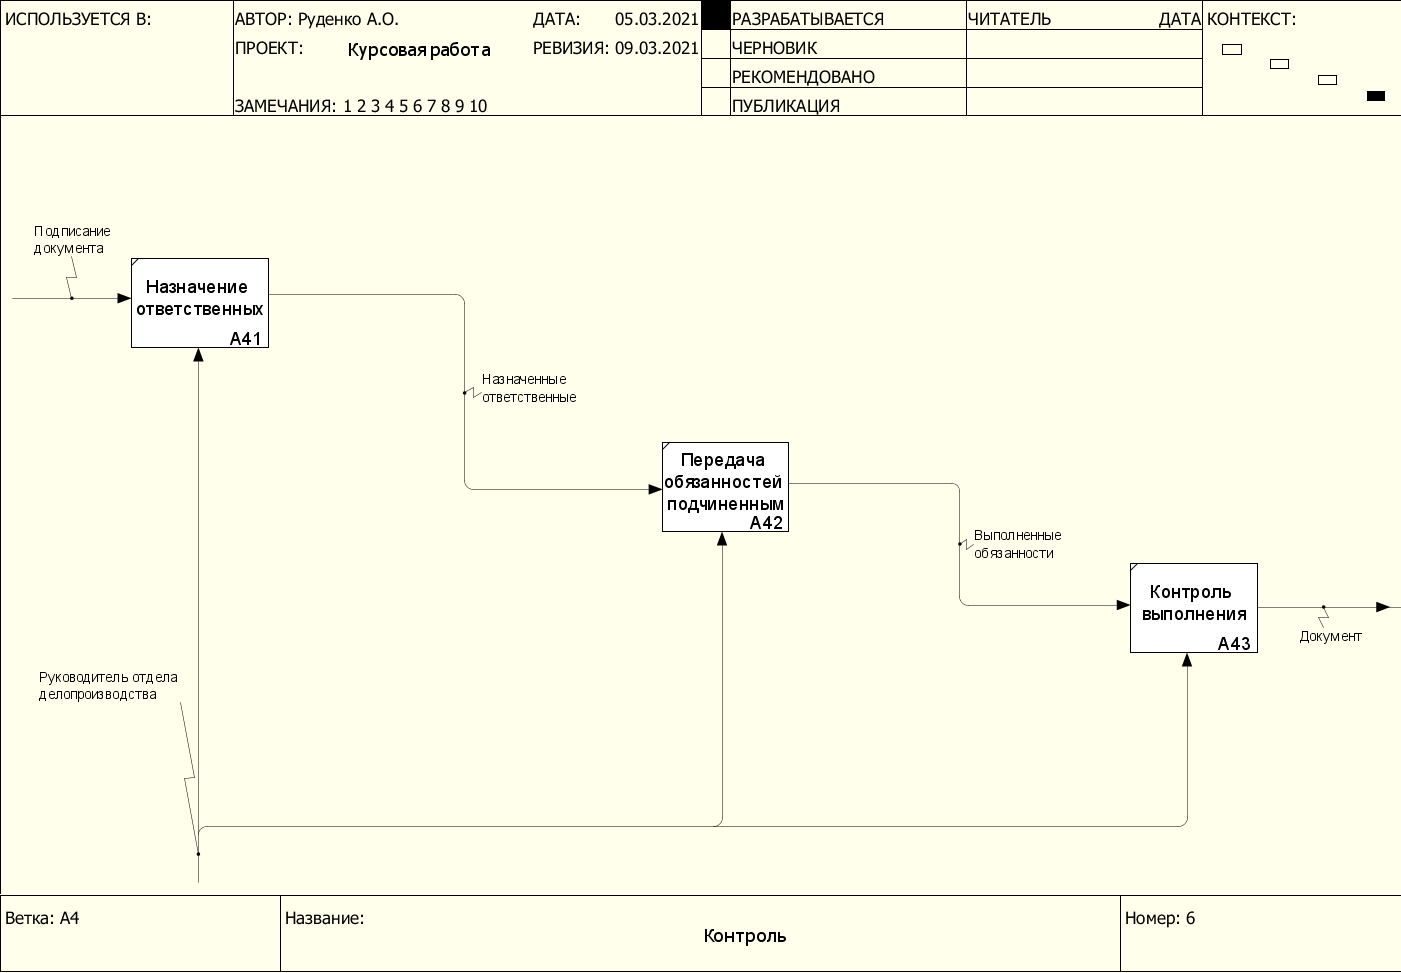 ИСПОЛЬЗУЕТСЯ В:
АВТОР: Руденко А.О.
ДАТА: 05.03.2021
ПРОЕКТ: Курсовая работа
РЕВИЗИЯ: 09.03.2021
ЗАМЕЧАНИЯ: 1 2 3 4 5 6 7 8 9 10
РАЗРАБАТЫВАЕТСЯ
ЧЕРНОВИК
РЕКОМЕНДОВАНО
ПУБЛИКАЦИЯ
ЧИТАТЕЛЬ ДАТА
КОНТЕКСТ:
Подписание
документа
Назначение
ответственных
A41
Назначенные
ответственные
Передача
обязанностей
подчиненным
A42
Выполненные
обязанности
Контроль
выполнения
A43
Документ
Руководитель отдела
делопроизводства
Ветка: A4
Название:
Контроль
Номер: 6